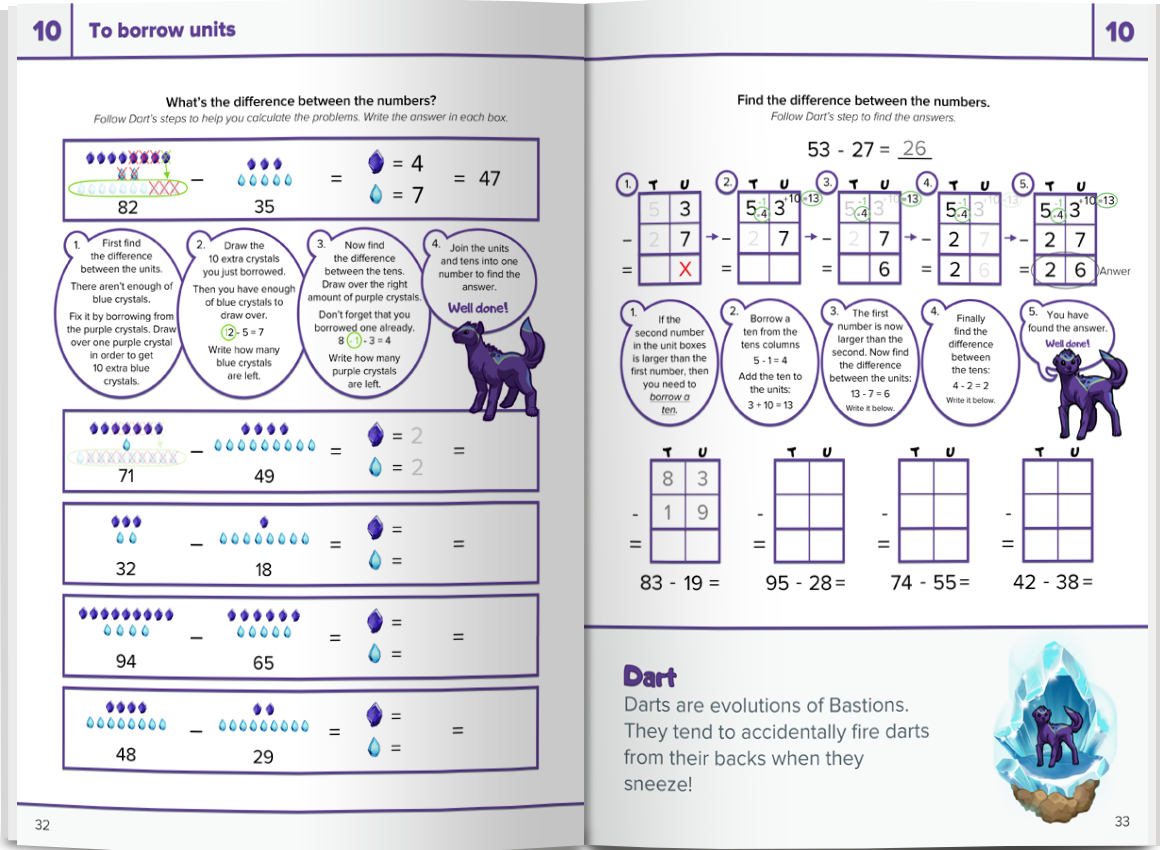 10 To borrow units
What's the difference between the numbers?
Follow Dart's steps to help you calculate the problems. Write the answer in each box.
82 - 35 = = 4 = 7 = 47
1. First find
the difference
between the units.
There aren't enough of
blue crystals.
Fix it by borrowing from
the purple crystals. Draw
over one purple crystal
in order to get
10 extra blue
crystals.
2. Draw the
10 extra crystals
you just borrowed.
Then you have enough
of blue crystals to
draw over.
12 - 5 = 7
Write how many
blue crystals
are left.
3. Now find
the difference
between the tens.
Draw over the right
amount of purple crystals.
Don't forget that you
borrowed one already.
8 - 1 - 3 = 4
Write how many
purple crystals
are left.
4. Join the units
and tens into one
number to find the
answer.
Well done!
71 - 49 = = 2 = 2 =
32 - 18 = = = =
94 - 65 = = = =
48 - 29 = = = =
32
10
Find the difference between the numbers.
Follow Dart's step to find the answers.
53 - 27 = 26
1. 2. 3. 4. 5.
T U T U T U T U T U
5 3 5 -1 =4 3 +10 =13 5 -1 =4 3 +10 =13 5 -1 =4 3 +10 =13 5 -1 =4 3 +10 =13
- 2 7 - 2 7 - 2 7 - 2 7 - 2 7
= X = = 6 = 2 6 = 2 6 Answer
1. If the
second number
in the unit boxes
is larger than the
first number, then
you need to
borrow a
ten.
2. Borrow a
ten from the
tens columns
5 - 1 = 4
Add the ten to
the units:
3 + 10 = 13
3. The first
number is now
larger than the
second. Now find
the difference
between the units:
13 - 7 = 6
Write it below.
4. Finally
find the
difference
between
the tens:
4 - 2 = 2
Write it below.
5. You have
found the answer.
Well done!
T U T U T U T U
8 3
- 1 9 - - -
= = = =
83 - 19 = 95 - 28 = 74 - 55 = 42 - 38 =
Dart
Darts are evolutions of Bastions.
They tend to accidentally fire darts
from their backs when they
sneeze!
33